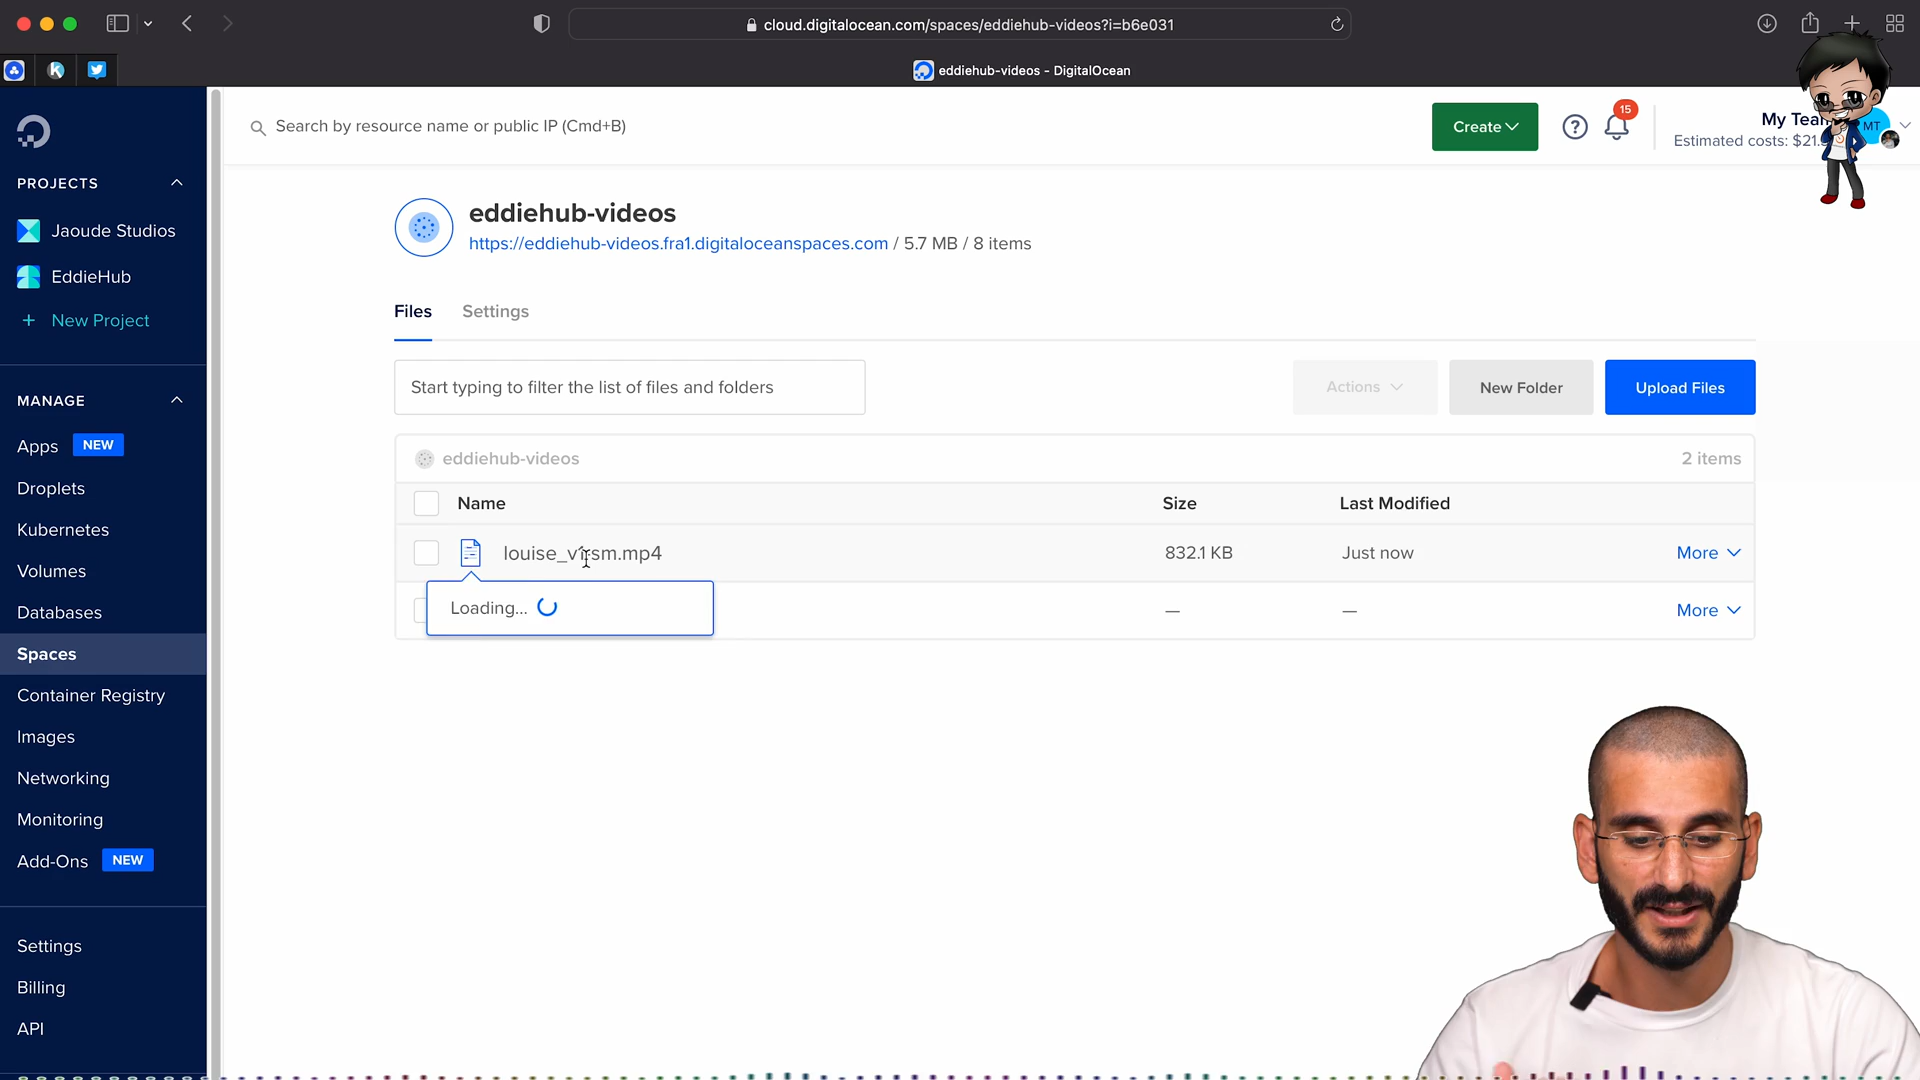 cloud.digitalocean.com/spaces/eddiehub-videos?i=b6e031
K
eddiehub-videos - DigitalOcean
Search by resource name or public IP (Cmd+B)
Create
?
15
My Team
MT
Estimated costs: $21.
PROJECTS
Jaoude Studios
EddieHub
+ New Project
MANAGE
Apps NEW
Droplets
Kubernetes
Volumes
Databases
Spaces
Container Registry
Images
Networking
Monitoring
Add-Ons NEW
Settings
Billing
API
eddiehub-videos
https://eddiehub-videos.fra1.digitaloceanspaces.com / 5.7 MB / 8 items
Files Settings
Start typing to filter the list of files and folders
Actions
New Folder
Upload Files
eddiehub-videos
2 items
Name Size Last Modified
louise_v1-sm.mp4 832.1 KB Just now More
Loading...
— — More